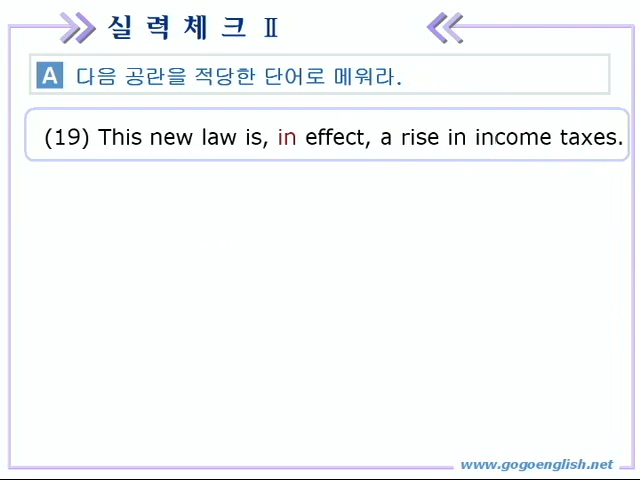 실 력 체 크 Ⅱ
A 다음 공란을 적당한 단어로 메워라.
(19) This new law is, in effect, a rise in income taxes.
www.gogoenglish.net